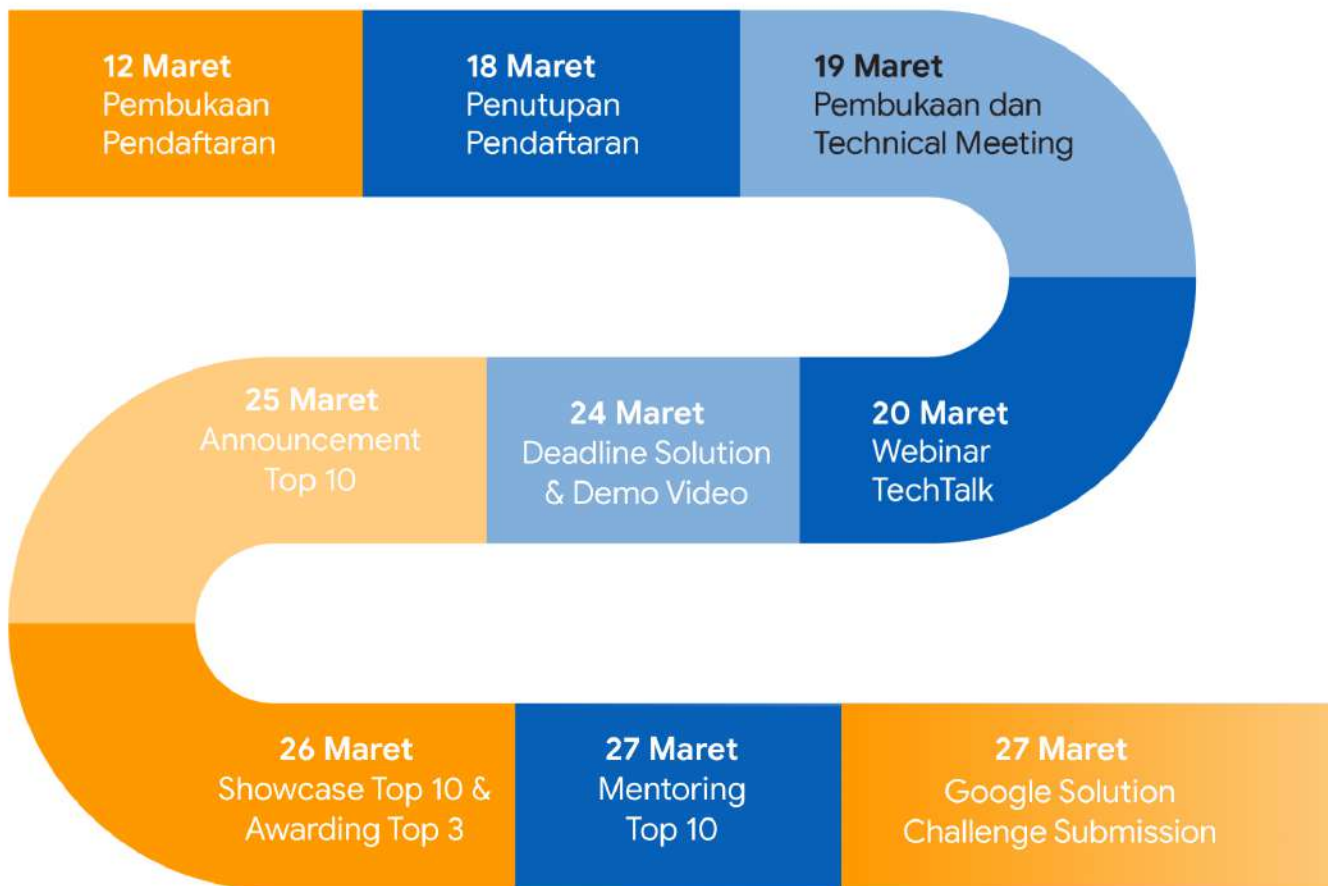 12 Maret
Pembukaan
Pendaftaran
18 Maret
Penutupan
Pendaftaran
19 Maret
Pembukaan dan
Technical Meeting
20 Maret
Webinar
TechTalk
24 Maret
Deadline Solution
& Demo Video
25 Maret
Announcement
Top 10
26 Maret
Showcase Top 10 &
Awarding Top 3
27 Maret
Mentoring
Top 10
27 Maret
Google Solution
Challenge Submission